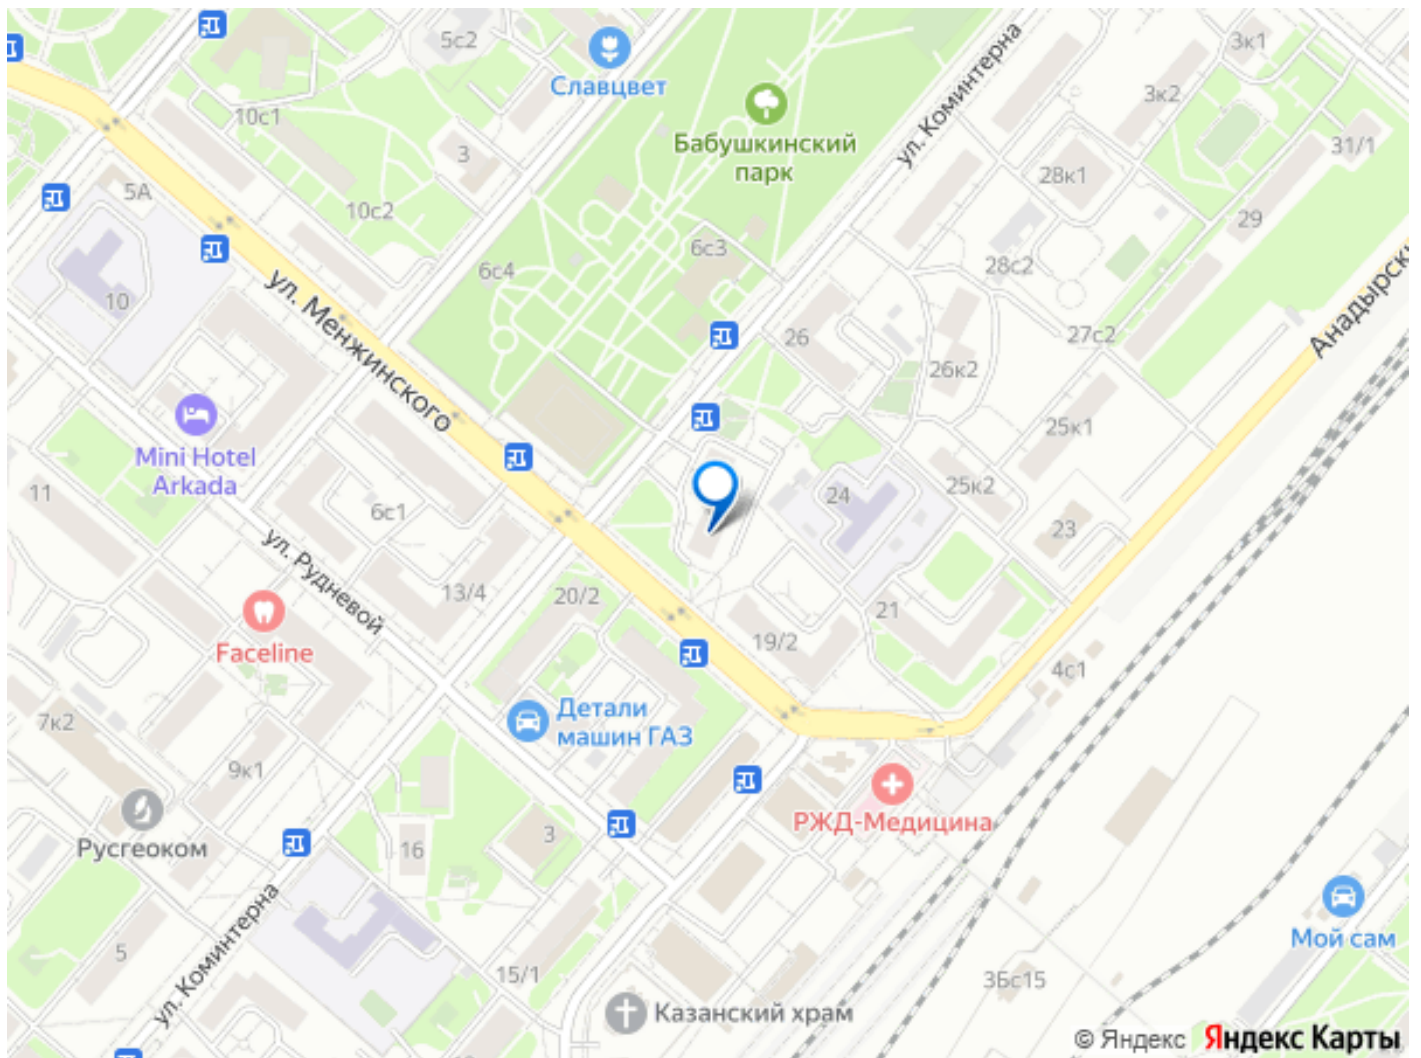 5с2
Славцвет
3к1
3к2
ул. Коминтерна
10с1
3
Бабушкинский
парк
31/1
28к1
5А
10с2
29
6с3
6с4
28с2
10
ул. Менжинского
Анадырски
26
27с2
26к2
Mini Hotel
Arkada
25к1
11
24
25к2
6с1
23
ул. Рудневой
13/4
20/2
21
Faceline
19/2
4с1
7к2
Детали
машин ГАЗ
9к1
РЖД-Медицина
Русгеоком
16
3
ул. Коминтерна
Мой сам
5
15/1
3Бс15
Казанский храм
© Яндекс Яндекс Карты